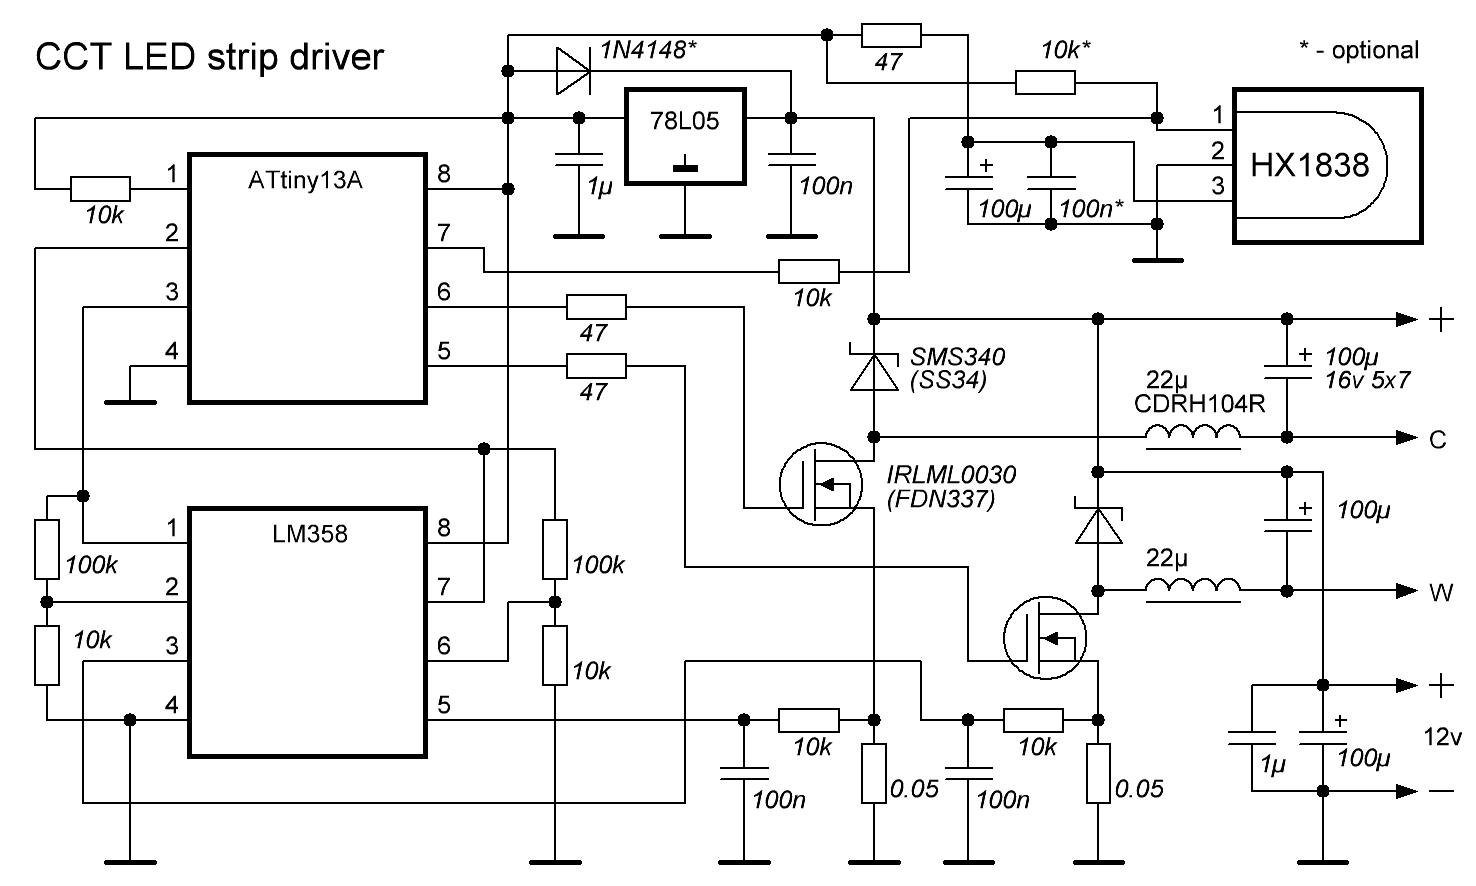 CCT LED strip driver
1N4148*
47
10k*
* - optional
78L05
1µ
100n
HX1838
1
2
3
100µ
100n*
ATtiny13A
1
2
3
4
8
7
6
5
10k
10k
47
47
SMS340
(SS34)
22µ
CDRH104R
100µ
16v 5x7
+
C
IRLML0030
(FDN337)
100µ
22µ
W
LM358
1
2
3
4
8
7
6
5
100k
10k
100k
10k
10k
100n
0.05
10k
100n
0.05
1µ
100µ
+
12v
−